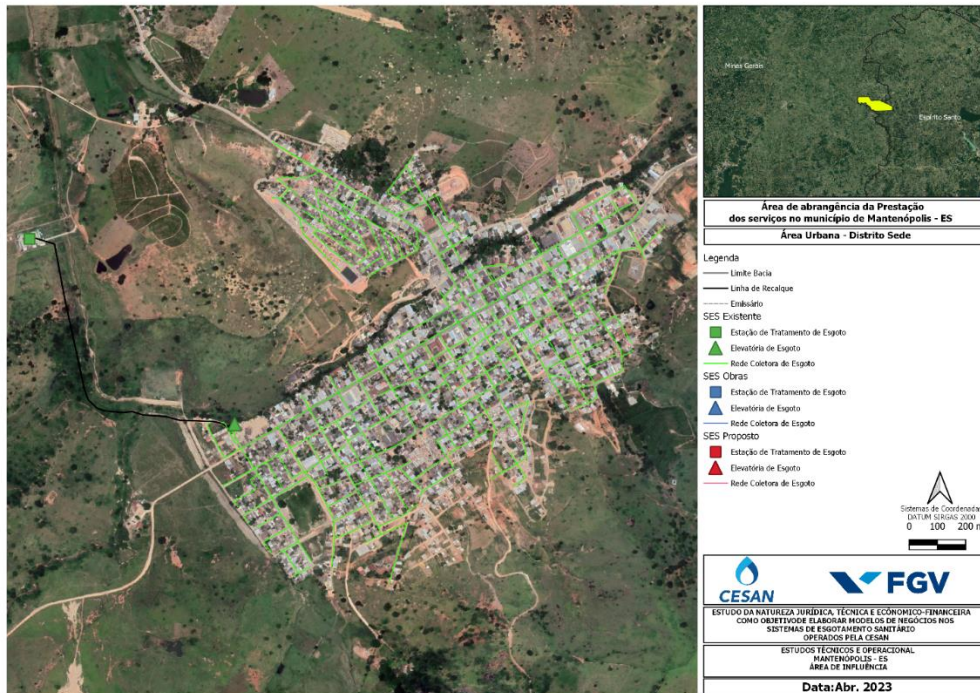 Minas Gerais
Espírito Santo
Área de abrangência da Prestação
dos serviços no município de Mantenópolis - ES
Área Urbana - Distrito Sede
Legenda
Limite Bacia
Linha de Recalque
Emissário
SES Existente
Estação de Tratamento de Esgoto
Elevatória de Esgoto
Rede Coletora de Esgoto
SES Obras
Estação de Tratamento de Esgoto
Elevatória de Esgoto
Rede Coletora de Esgoto
SES Proposto
Estação de Tratamento de Esgoto
Elevatória de Esgoto
Rede Coletora de Esgoto
Sistemas de Coordenadas
DATUM SIRGAS 2000
0 100 200 m
CESAN
FGV
ESTUDO DA NATUREZA JURÍDICA, TÉCNICA E ECÔNOMICO-FINANCEIRA
COMO OBJETIVODE ELABORAR MODELOS DE NEGÓCIOS NOS
SISTEMAS DE ESGOTAMENTO SANITÁRIO
OPERADOS PELA CESAN
ESTUDOS TÉCNICOS E OPERACIONAL
MANTENÓPOLIS - ES
ÁREA DE INFLUÊNCIA
Data:Abr. 2023